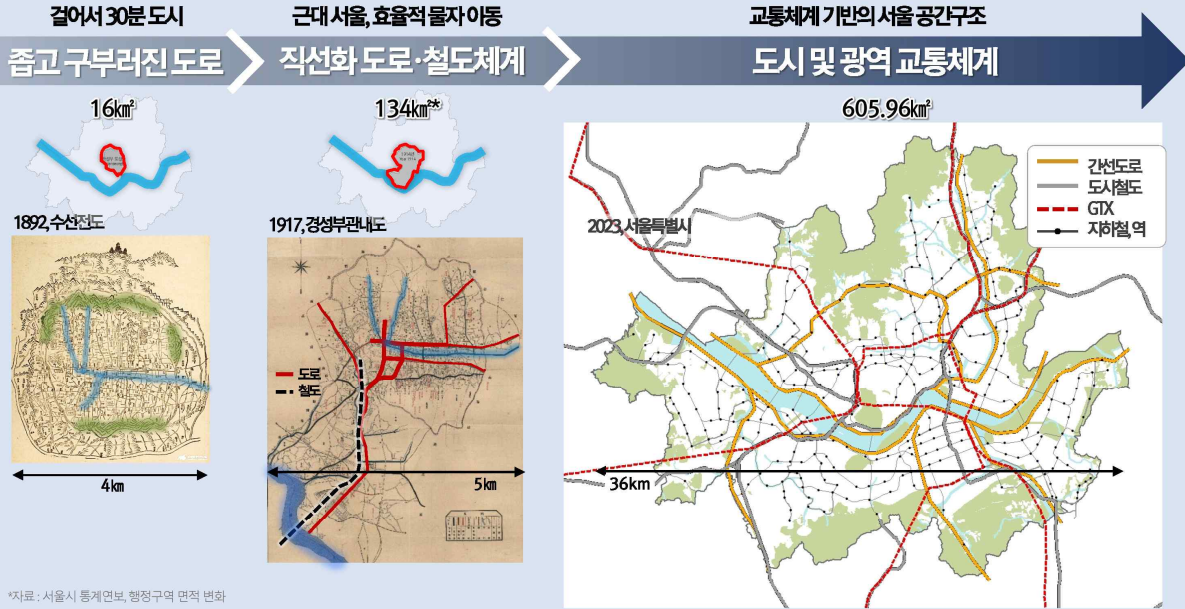 걸어서 30분 도시
좁고 구부러진 도로
16㎢
1892, 수선전도
4㎞
근대 서울, 효율적 물자 이동
직선화 도로·철도체계
134㎢*
1917, 경성부관내도
도로
철도
5㎞
교통체계 기반의 서울 공간구조
도시 및 광역 교통체계
605.96㎢
2023, 서울특별시
간선도로
도시철도
GTX
지하철, 역
36km
*자료 : 서울시 통계연보, 행정구역 면적 변화